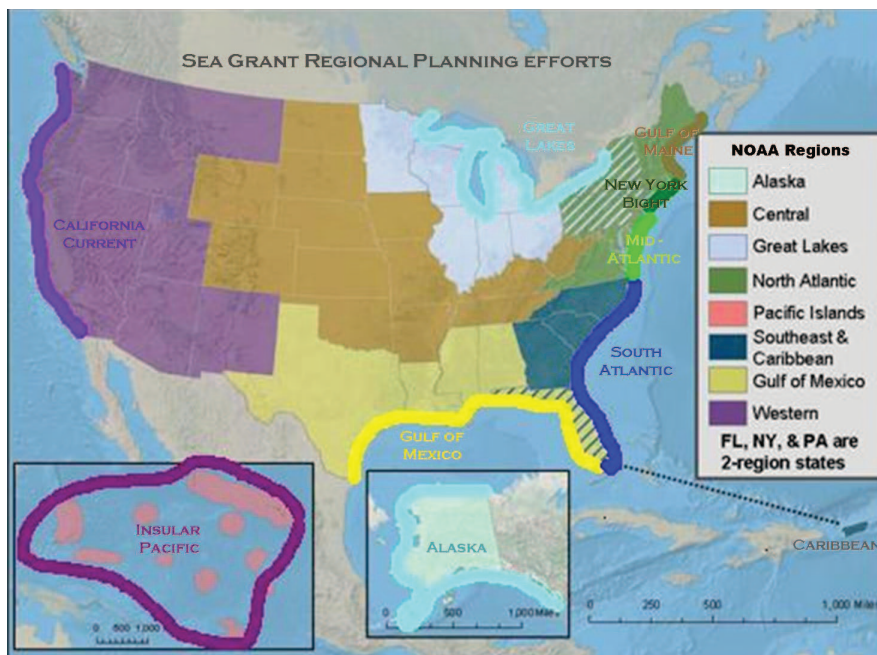 Sea Grant Regional Planning efforts
Great
Lakes
Gulf of
Maine
New York
Bight
Mid-
Atlantic
California
Current
South
Atlantic
Gulf of
Mexico
NOAA Regions
Alaska
Central
Great Lakes
North Atlantic
Pacific Islands
Southeast &
Caribbean
Gulf of Mexico
Western
FL, NY, & PA are
2-region states
Insular
Pacific
0 500 1,000
Alaska
0 500 1,000 Miles
Caribbean
0 250 500 1,000 Miles